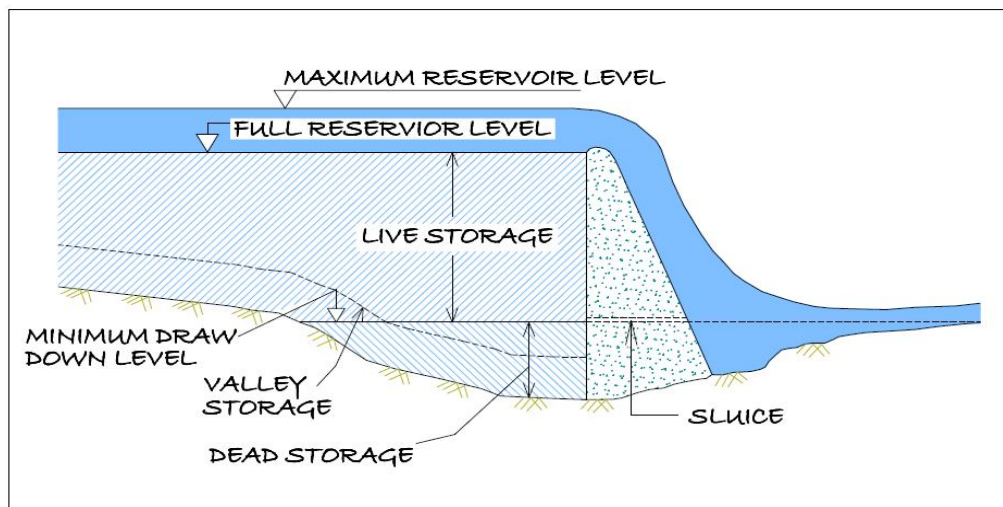 MAXIMUM RESERVOIR LEVEL
FULL RESERVIOR LEVEL
LIVE STORAGE
MINIMUM DRAW
DOWN LEVEL
VALLEY
STORAGE
SLUICE
DEAD STORAGE